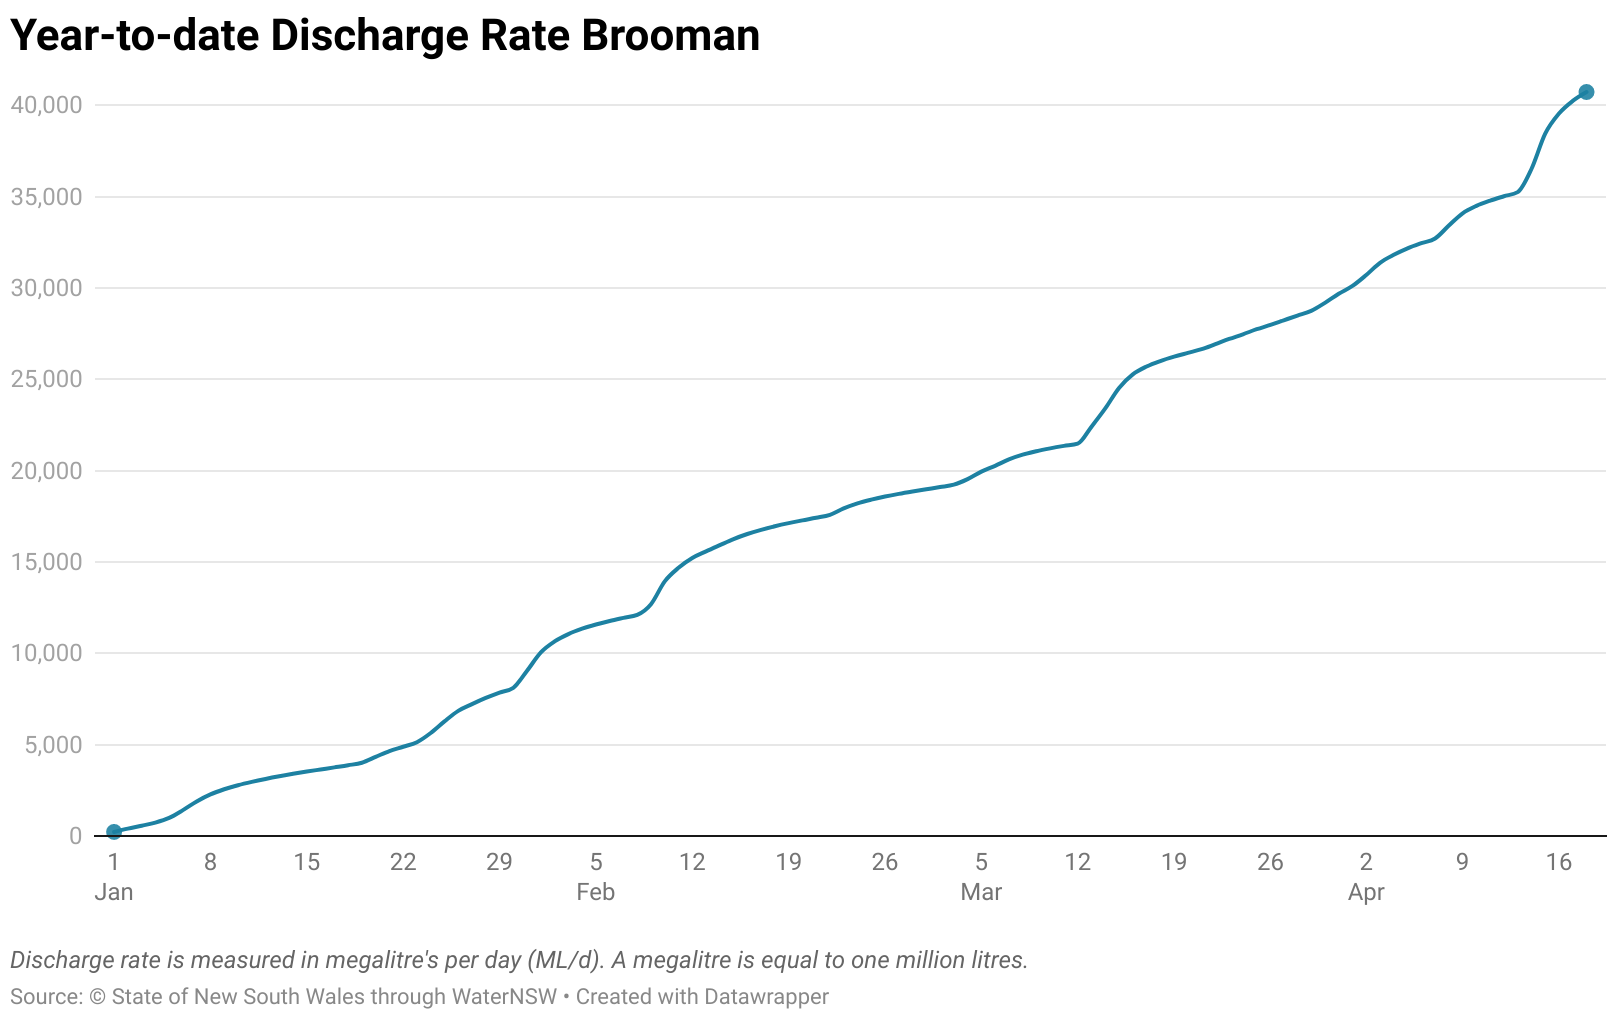 Year-to-date Discharge Rate Brooman
40,000
35,000
30,000
25,000
20,000
15,000
10,000
5,000
0
1 8 15 22 29 5 12 19 26 5 12 19 26 2 9 16
Jan Feb Mar Apr
Discharge rate is measured in megalitre's per day (ML/d). A megalitre is equal to one million litres.
Source: © State of New South Wales through WaterNSW • Created with Datawrapper